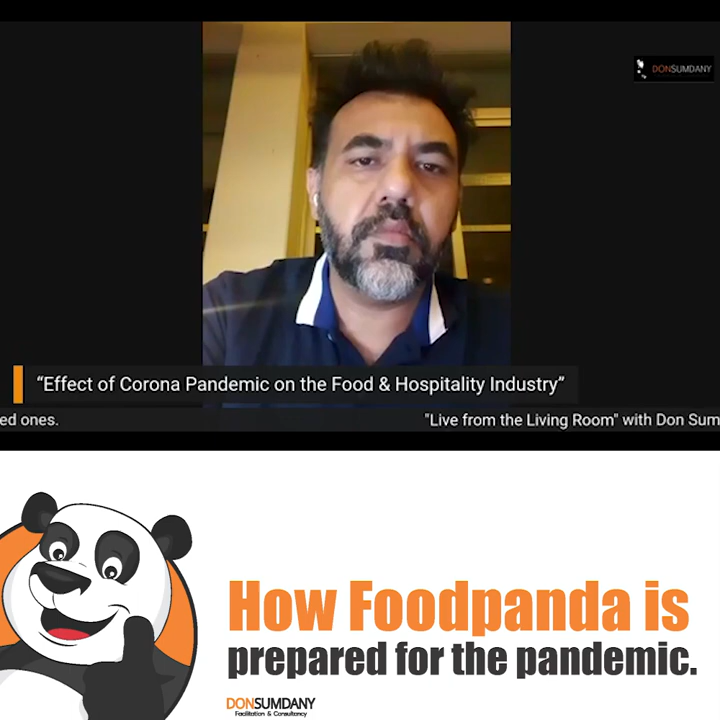 DONSUMDANY
“Effect of Corona Pandemic on the Food & Hospitality Industry”
ed ones. "Live from the Living Room" with Don Sum
How Foodpanda is
prepared for the pandemic.
DONSUMDANY
Facilitation & Consultancy